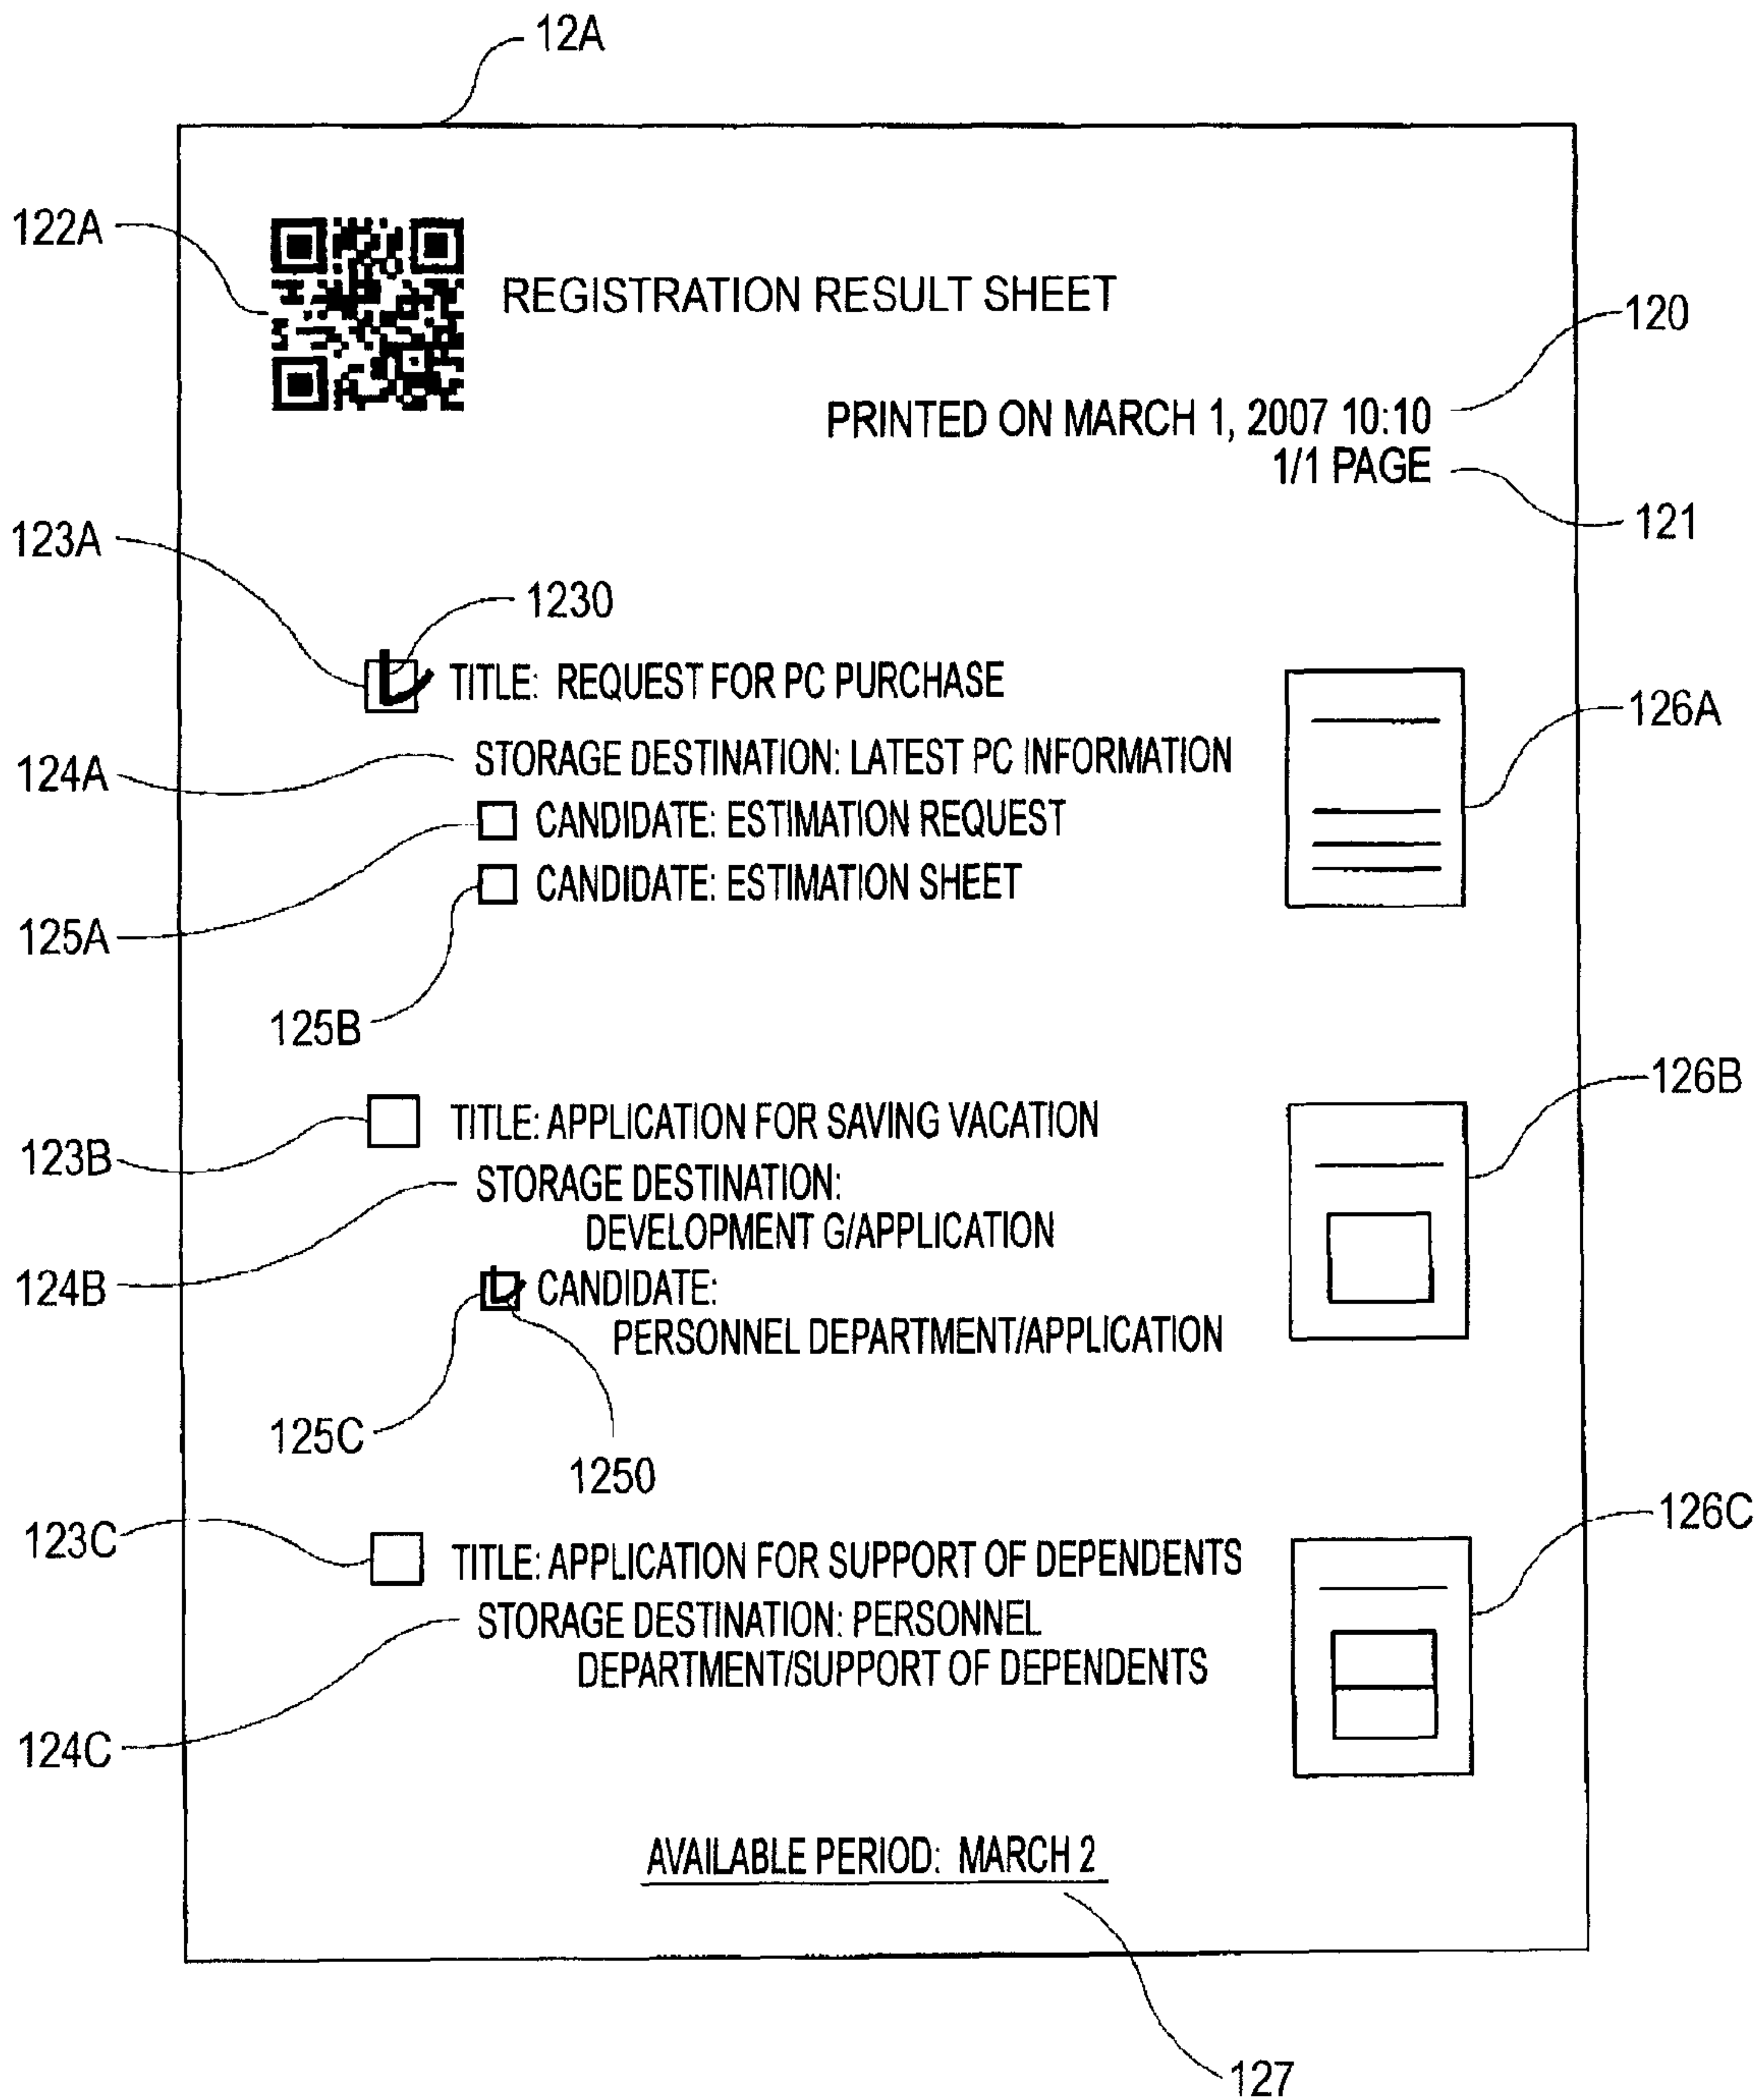 12A
122A
REGISTRATION RESULT SHEET
120
PRINTED ON MARCH 1, 2007 10:10
1/1 PAGE
121
123A
1230
TITLE: REQUEST FOR PC PURCHASE
126A
124A
STORAGE DESTINATION: LATEST PC INFORMATION
CANDIDATE: ESTIMATION REQUEST
125A
CANDIDATE: ESTIMATION SHEET
125B
126B
123B
TITLE: APPLICATION FOR SAVING VACATION
STORAGE DESTINATION:
DEVELOPMENT G/APPLICATION
124B
CANDIDATE:
PERSONNEL DEPARTMENT/APPLICATION
125C
1250
126C
123C
TITLE: APPLICATION FOR SUPPORT OF DEPENDENTS
STORAGE DESTINATION: PERSONNEL
DEPARTMENT/SUPPORT OF DEPENDENTS
124C
AVAILABLE PERIOD: MARCH 2
127